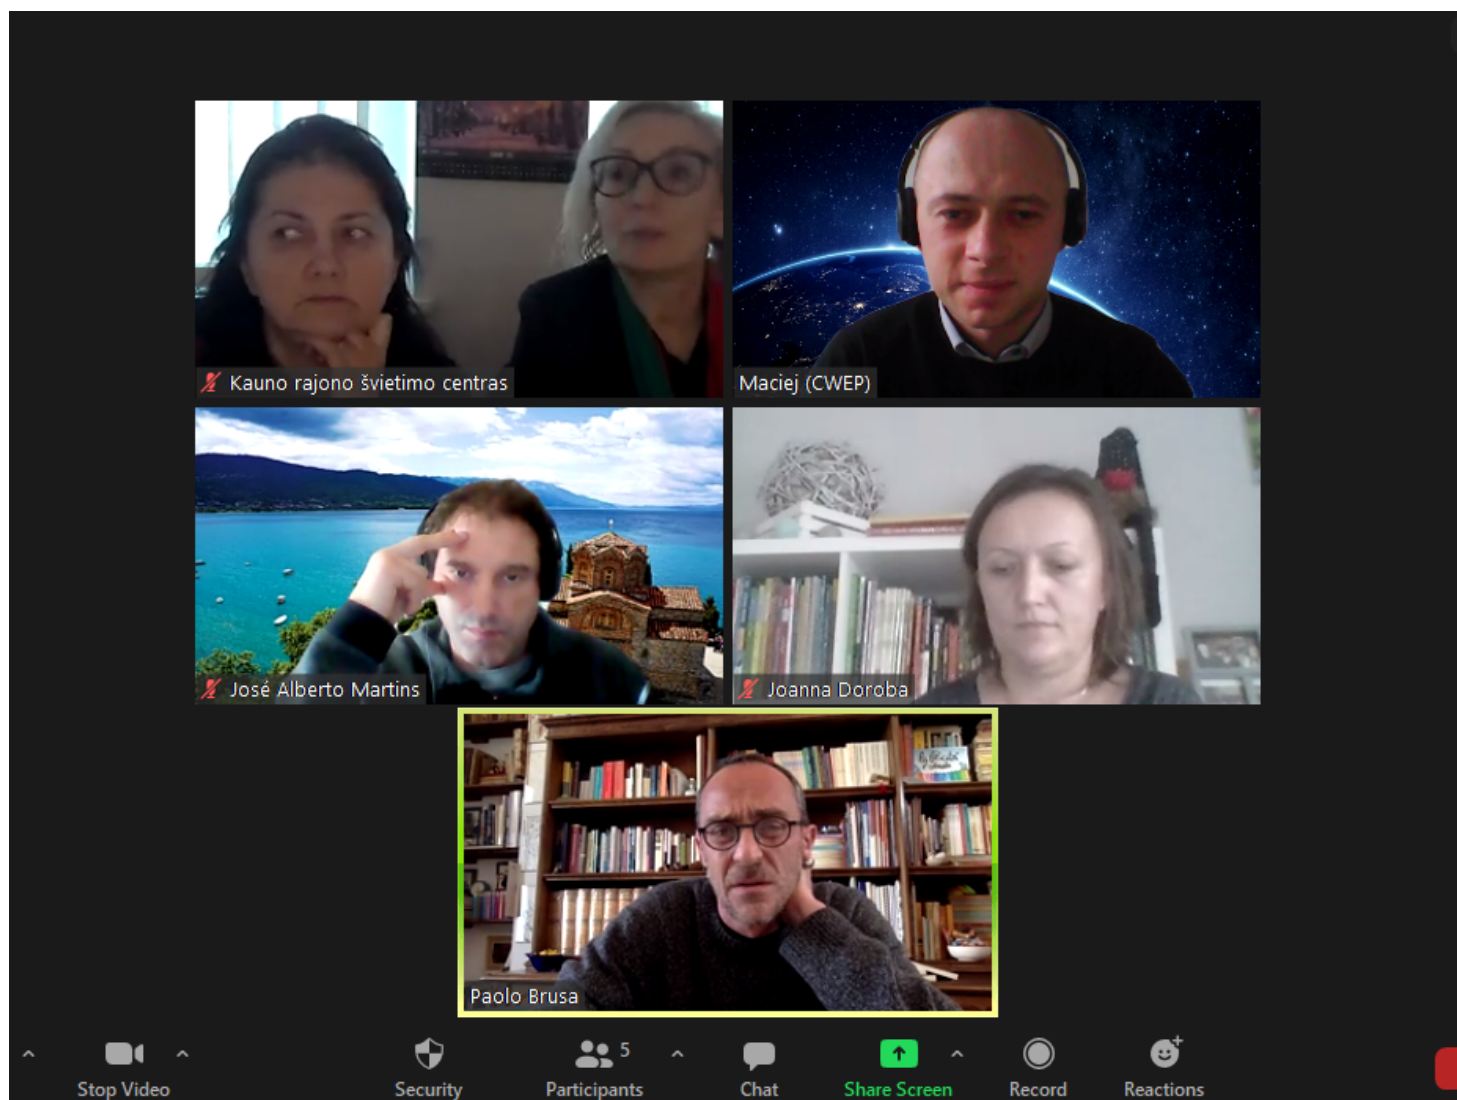 Kauno rajono švietimo centras
Maciej (CWEP)
José Alberto Martins
Joanna Doroba
Paolo Brusa
5
Stop Video
Security
Participants
Chat
Share Screen
Record
Reactions